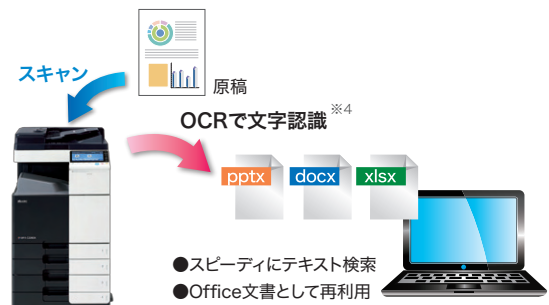 スキャン
原稿
OCRで文字認識※4
pptx
docx
xlsx
●スピーディにテキスト検索
●Office文書として再利用